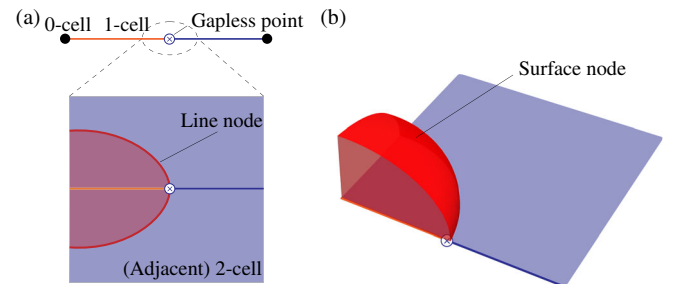 (a)
0-cell 1-cell Gapless point
Line node
(Adjacent) 2-cell
(b)
Surface node